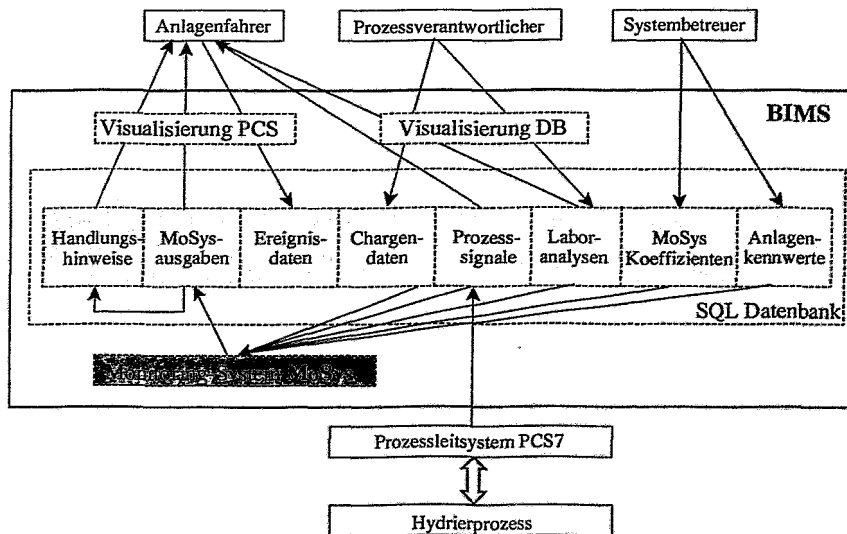 Anlagenfahrer Prozessverantwortlicher Systembetreuer
BIMS
Visualisierung PCS Visualisierung DB
Handlungs- MoSys- Ereignis- Chargen- Prozess- Labor- MoSys Anlagen-
hinweise ausgaben daten daten signale analysen Koeffizienten kennwerte
SQL Datenbank
Monitoring System MoSys
Prozessleitsystem PCS7
Hydrierprozess